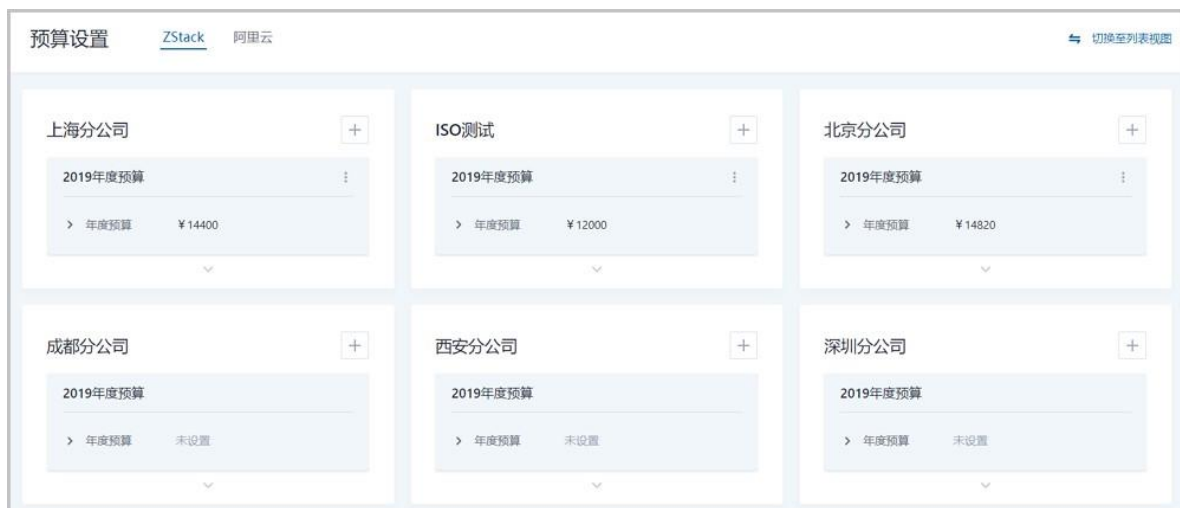 预算设置 ZStack 阿里云 切换至列表视图
上海分公司 ISO测试 北京分公司
2019年度预算 2019年度预算 2019年度预算
年度预算 ¥14400 年度预算 ¥12000 年度预算 ¥14820
成都分公司 西安分公司 深圳分公司
2019年度预算 2019年度预算 2019年度预算
年度预算 未设置 年度预算 未设置 年度预算 未设置